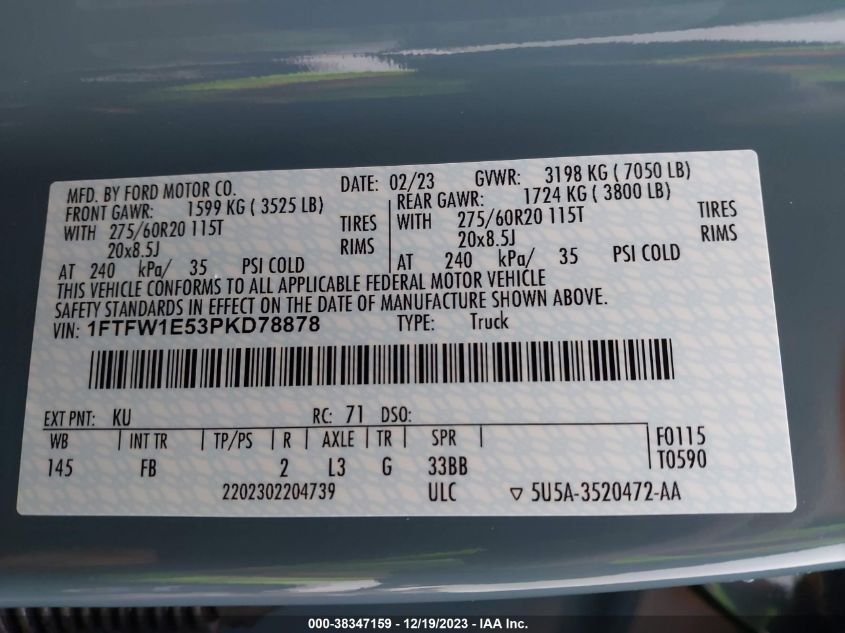 MFD. BY FORD MOTOR CO. DATE: 02/23 GVWR: 3198 KG ( 7050 LB)
FRONT GAWR: 1599 KG ( 3525 LB) REAR GAWR: 1724 KG ( 3800 LB)
WITH 275/60R20 115T TIRES WITH 275/60R20 115T TIRES
20x8.5J RIMS 20x8.5J RIMS
AT 240 kPa/ 35 PSI COLD AT 240 kPa/ 35 PSI COLD
THIS VEHICLE CONFORMS TO ALL APPLICABLE FEDERAL MOTOR VEHICLE
SAFETY STANDARDS IN EFFECT ON THE DATE OF MANUFACTURE SHOWN ABOVE.
VIN: 1FTFW1E53PKD78878 TYPE: Truck
EXT PNT: KU RC: 71 DSO:
WB INT TR TP/PS R AXLE TR SPR F0115
145 FB 2 L3 G 33BB T0590
2202302204739 ULC ▽ 5U5A-3520472-AA
000-38347159 - 12/19/2023 - IAA Inc.